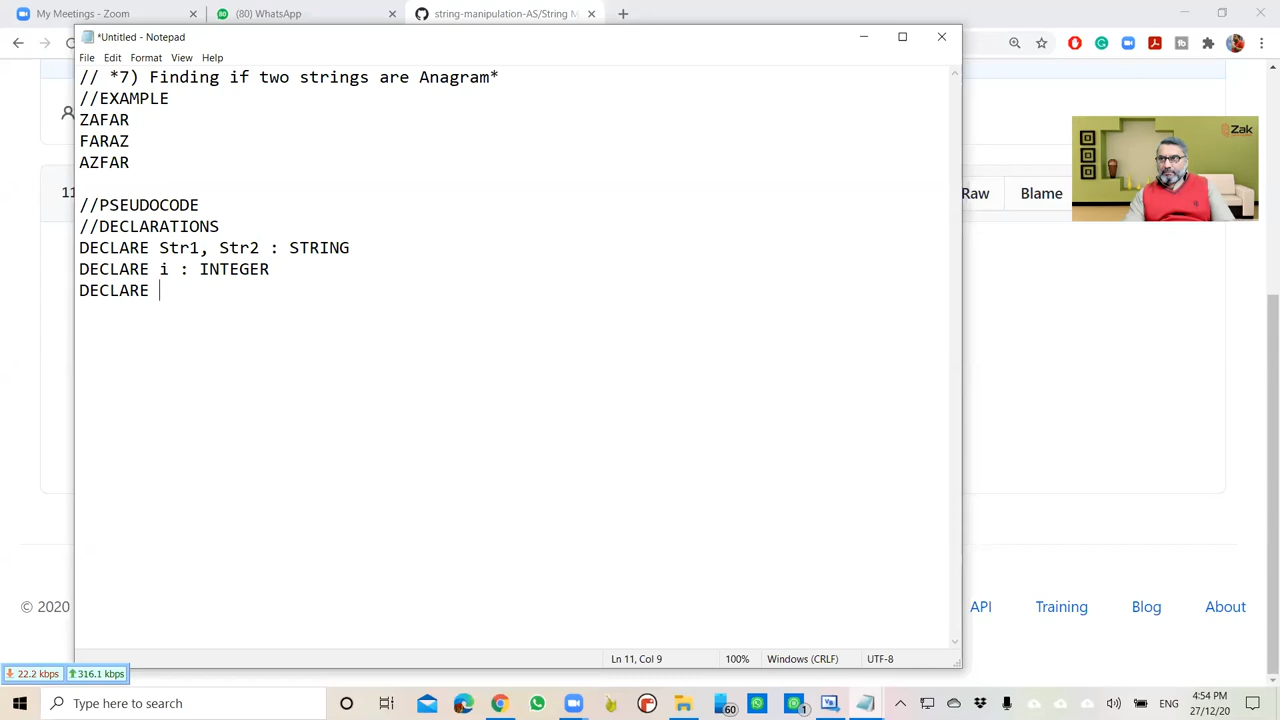 My Meetings - Zoom
(80) WhatsApp
string-manipulation-AS/String M
*Untitled - Notepad
File Edit Format View Help
// *7) Finding if two strings are Anagram*
//EXAMPLE
ZAFAR
FARAZ
AZFAR
//PSEUDOCODE
//DECLARATIONS
DECLARE Str1, Str2 : STRING
DECLARE i : INTEGER
DECLARE
Ln 11, Col 9 100% Windows (CRLF) UTF-8
11
Raw Blame
Zak
© 2020
API Training Blog About
22.2 kbps 316.1 kbps
Type here to search
60
1
ENG
4:54 PM
27/12/20